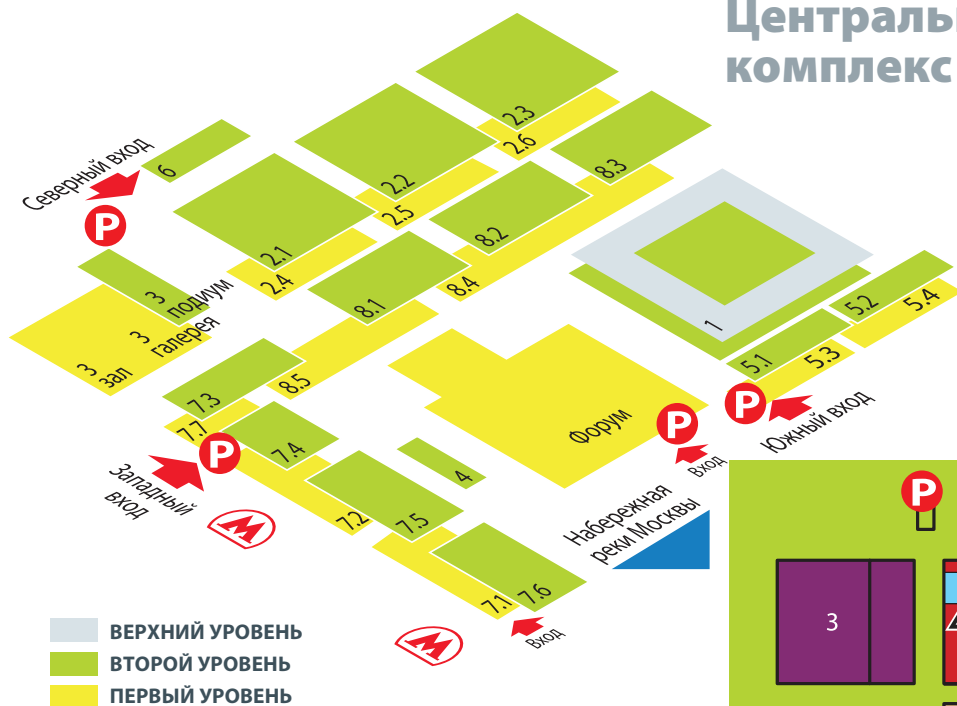 Централь
комплекс
2.3
2.6
Северный вход
6
8.3
P
2.2
2.5
8.2
2.1
2.4
8.4
3
подиум
8.1
1
5.2
5.4
3
галерея
3
зал
8.5
5.1
5.3
7.3
7.7
P
Южный вход
Форум
P
Вход
P
7.4
4
Западный
вход
М
7.2
7.5
Набережная
реки Москвы
P
7.1
7.6
Вход
М
3
ВЕРХНИЙ УРОВЕНЬ
ВТОРОЙ УРОВЕНЬ
ПЕРВЫЙ УРОВЕНЬ